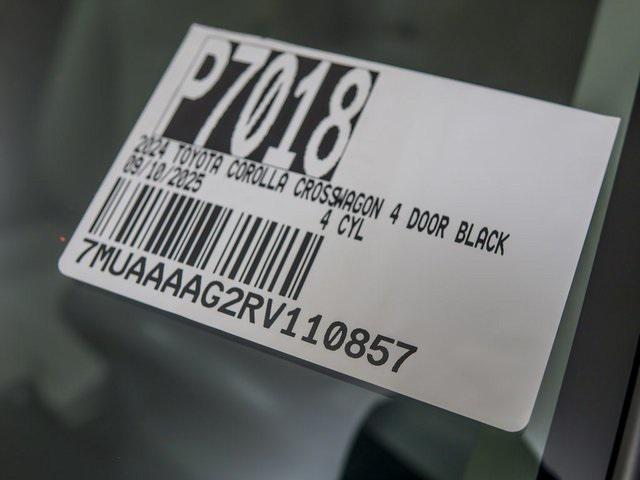 P7018
2024 TOYOTA COROLLA CROSSWAGON 4 DOOR BLACK
09/10/2025 4 CYL
7MUAAAAG2RV110857